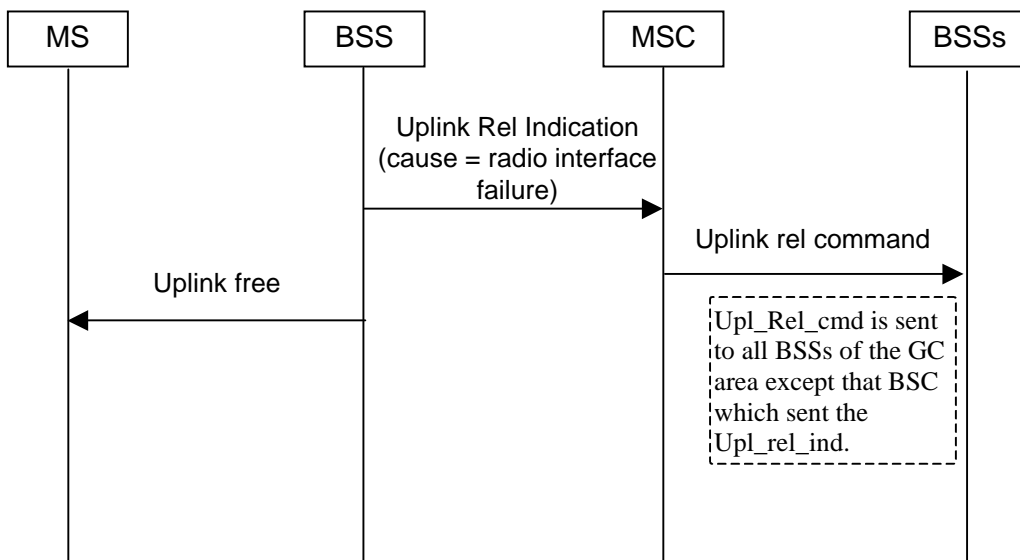 MS
BSS
MSC
BSSs
Uplink Rel Indication
(cause = radio interface
failure)
Uplink rel command
Uplink free
Upl_Rel_cmd is sent
to all BSSs of the GC
area except that BSC
which sent the
Upl_rel_ind.